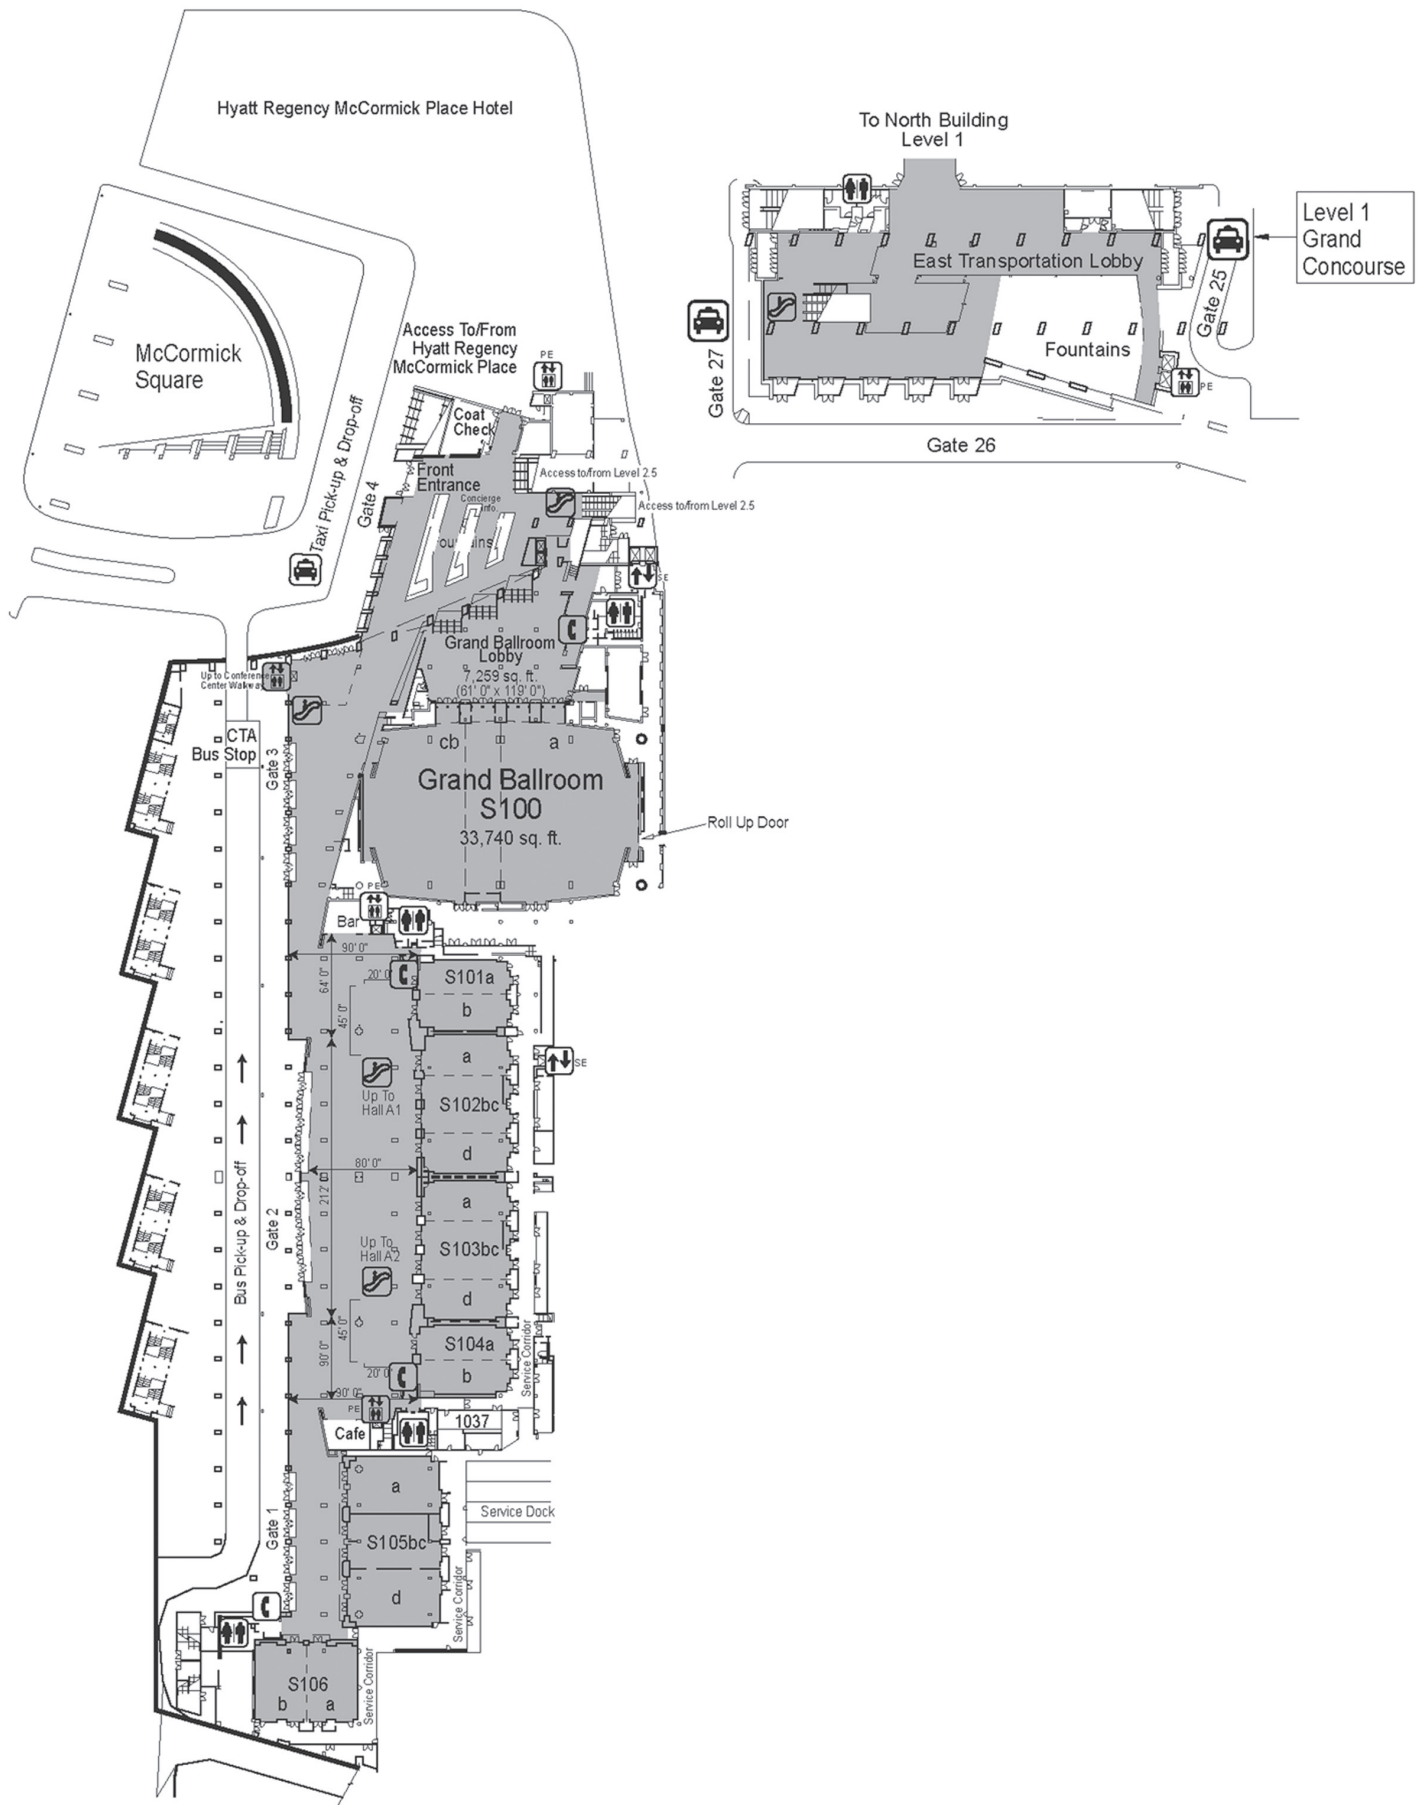 Hyatt Regency McCormick Place Hotel
To North Building
Level 1
Level 1
Grand
Concourse
East Transportation Lobby
Gate 25
Gate 27
Fountains
PE
Gate 26
McCormick
Square
Access To/From
Hyatt Regency
McCormick Place
PE
Coat
Check
Taxi Pick-up & Drop-off
Gate 4
Front
Entrance
Access to/from Level 2.5
Concierge
Info.
Access to/from Level 2.5
Fountains
SE
Grand Ballroom
Lobby
7,259 sq. ft.
(61' 0" x 119' 0")
Up to Conference
Center Walkway
CTA
Bus Stop
Gate 3
cb
a
Grand Ballroom
S100
33,740 sq. ft.
Roll Up Door
PE
Bar
90' 0"
64' 0"
20' 0"
45' 0"
S101a
b
SE
Up To
Hall A1
a
S102bc
d
80' 0"
212'
Bus Pick-up & Drop-off
Gate 2
Up To
Hall A2
a
S103bc
d
45' 0"
90' 0"
20' 0"
S104a
b
Service Corridor
90' 0"
PE
Cafe
1037
Gate 1
a
S105bc
d
Service Dock
Service Corridor
S106
b
a
Service Corridor